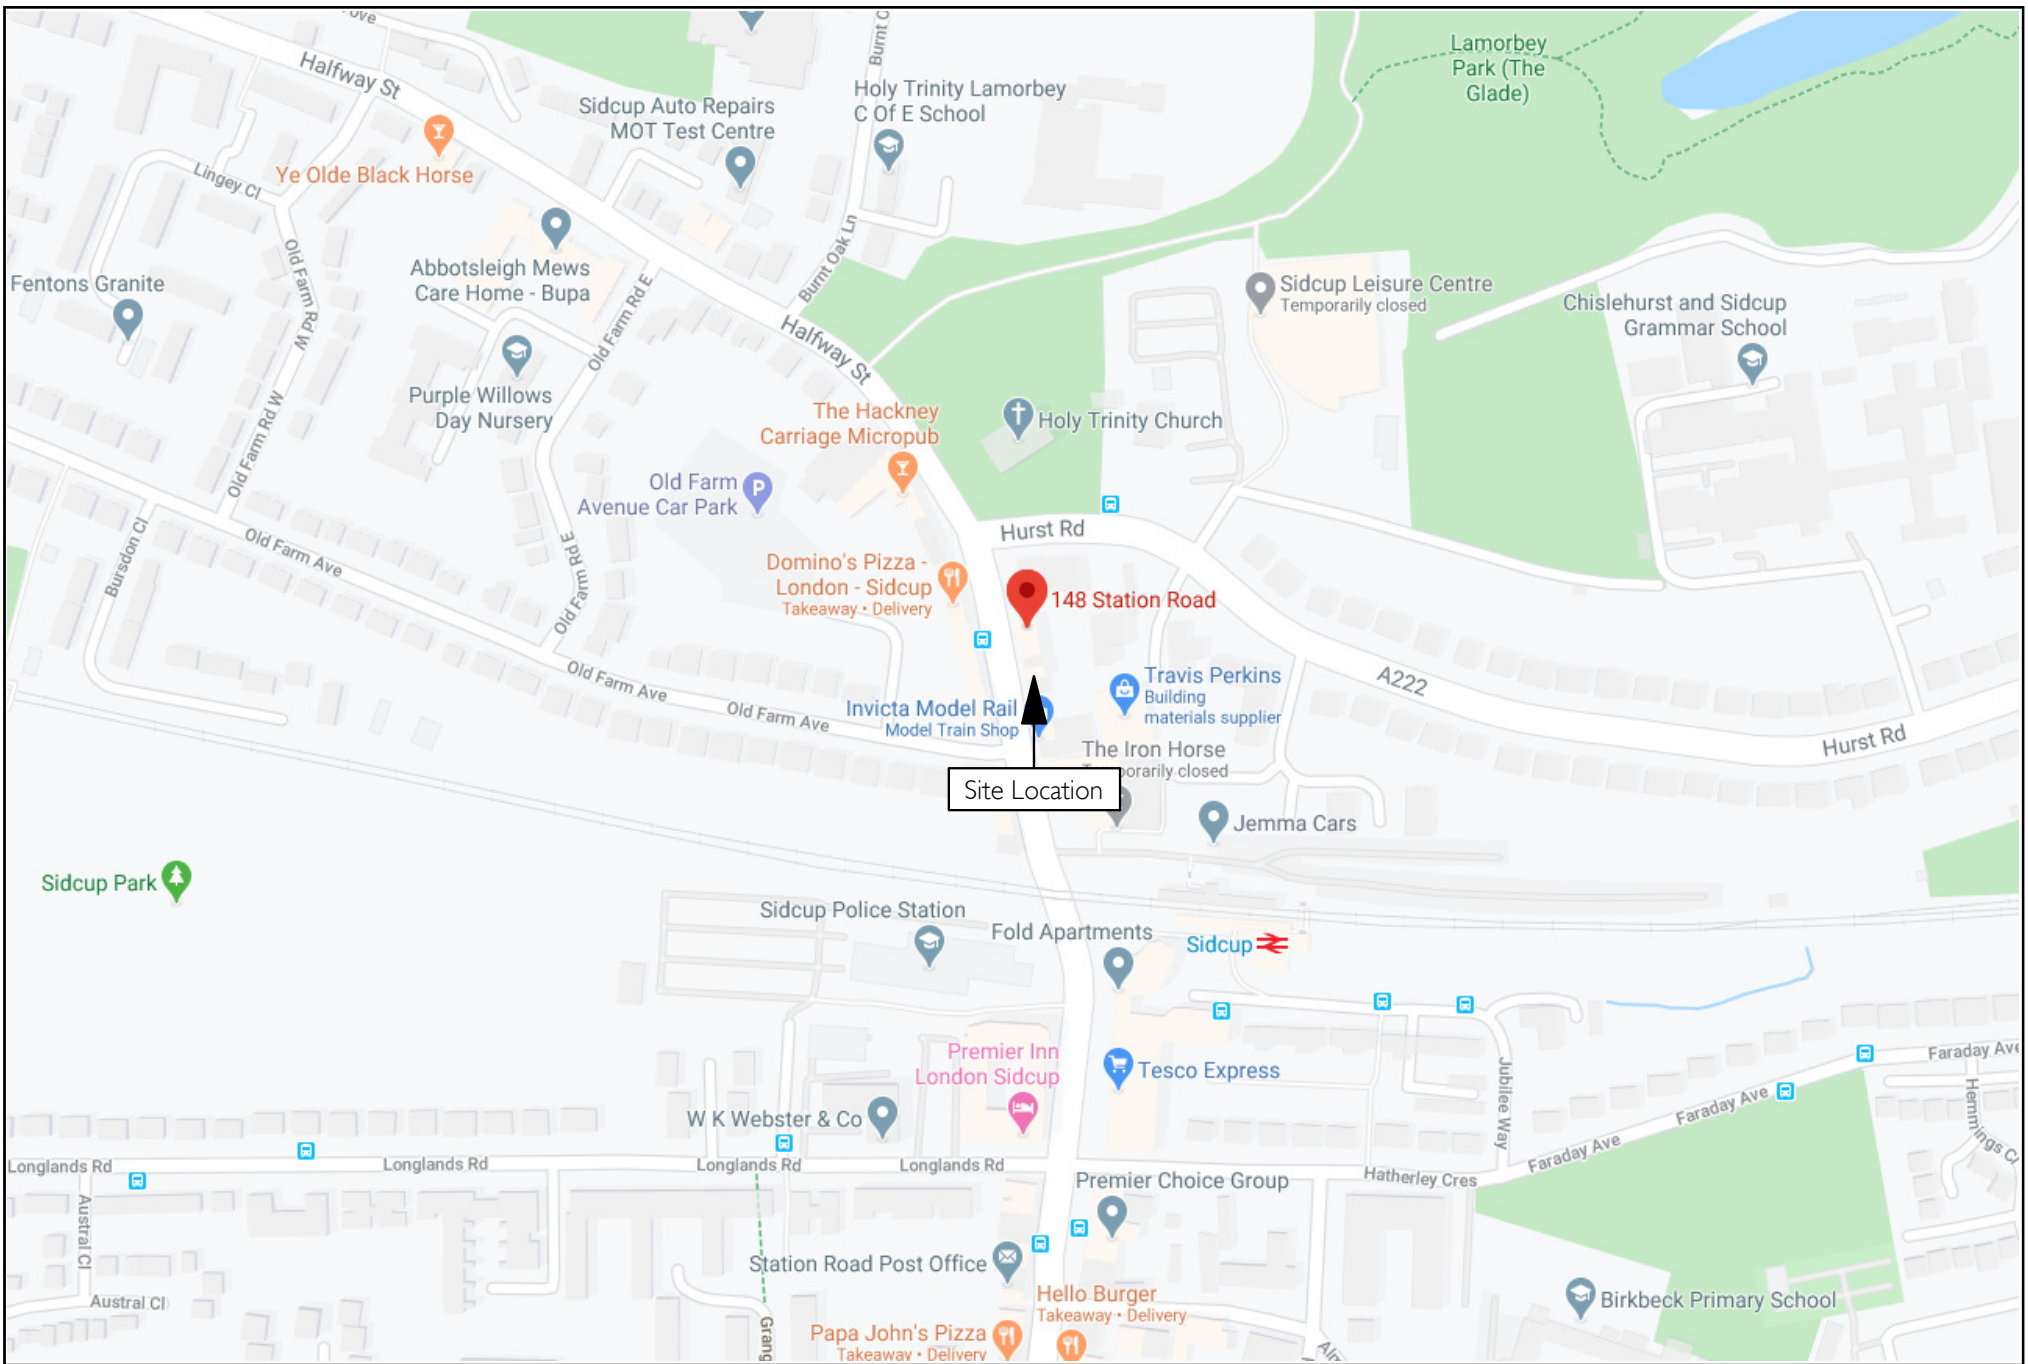 Halfway St
Burnt O
Lamorbey
Park (The
Glade)
Sidcup Auto Repairs
MOT Test Centre
Holy Trinity Lamorbey
C Of E School
Ye Olde Black Horse
Lingey Cl
Burnt Oak Ln
Abbotsleigh Mews
Care Home - Bupa
Fentons Granite
Old Farm Rd W
Old Farm Rd E
Sidcup Leisure Centre
Temporarily closed
Chislehurst and Sidcup
Grammar School
Halfway St
Purple Willows
Day Nursery
The Hackney
Carriage Micropub
Holy Trinity Church
Old Farm Rd W
Old Farm
Avenue Car Park
P
Hurst Rd
Bursdon Cl
Old Farm Ave
Old Farm Rd E
Domino's Pizza -
London - Sidcup
Takeaway • Delivery
148 Station Road
Old Farm Ave
Old Farm Ave
A222
Travis Perkins
Building
materials supplier
Invicta Model Rail
Model Train Shop
Hurst Rd
The Iron Horse
porarily closed
Site Location
Jemma Cars
Sidcup Park
Sidcup Police Station
Fold Apartments
Sidcup
Premier Inn
London Sidcup
Tesco Express
Jubilee Way
Faraday Ave
Faraday Ave
Hemmings C
W K Webster & Co
Faraday Ave
Longlands Rd
Longlands Rd
Longlands Rd
Longlands Rd
Hatherley Cres
Premier Choice Group
Austral Cl
Station Road Post Office
Austral Cl
Hello Burger
Takeaway • Delivery
Birkbeck Primary School
Grang
Papa John's Pizza
Takeaway • Delivery